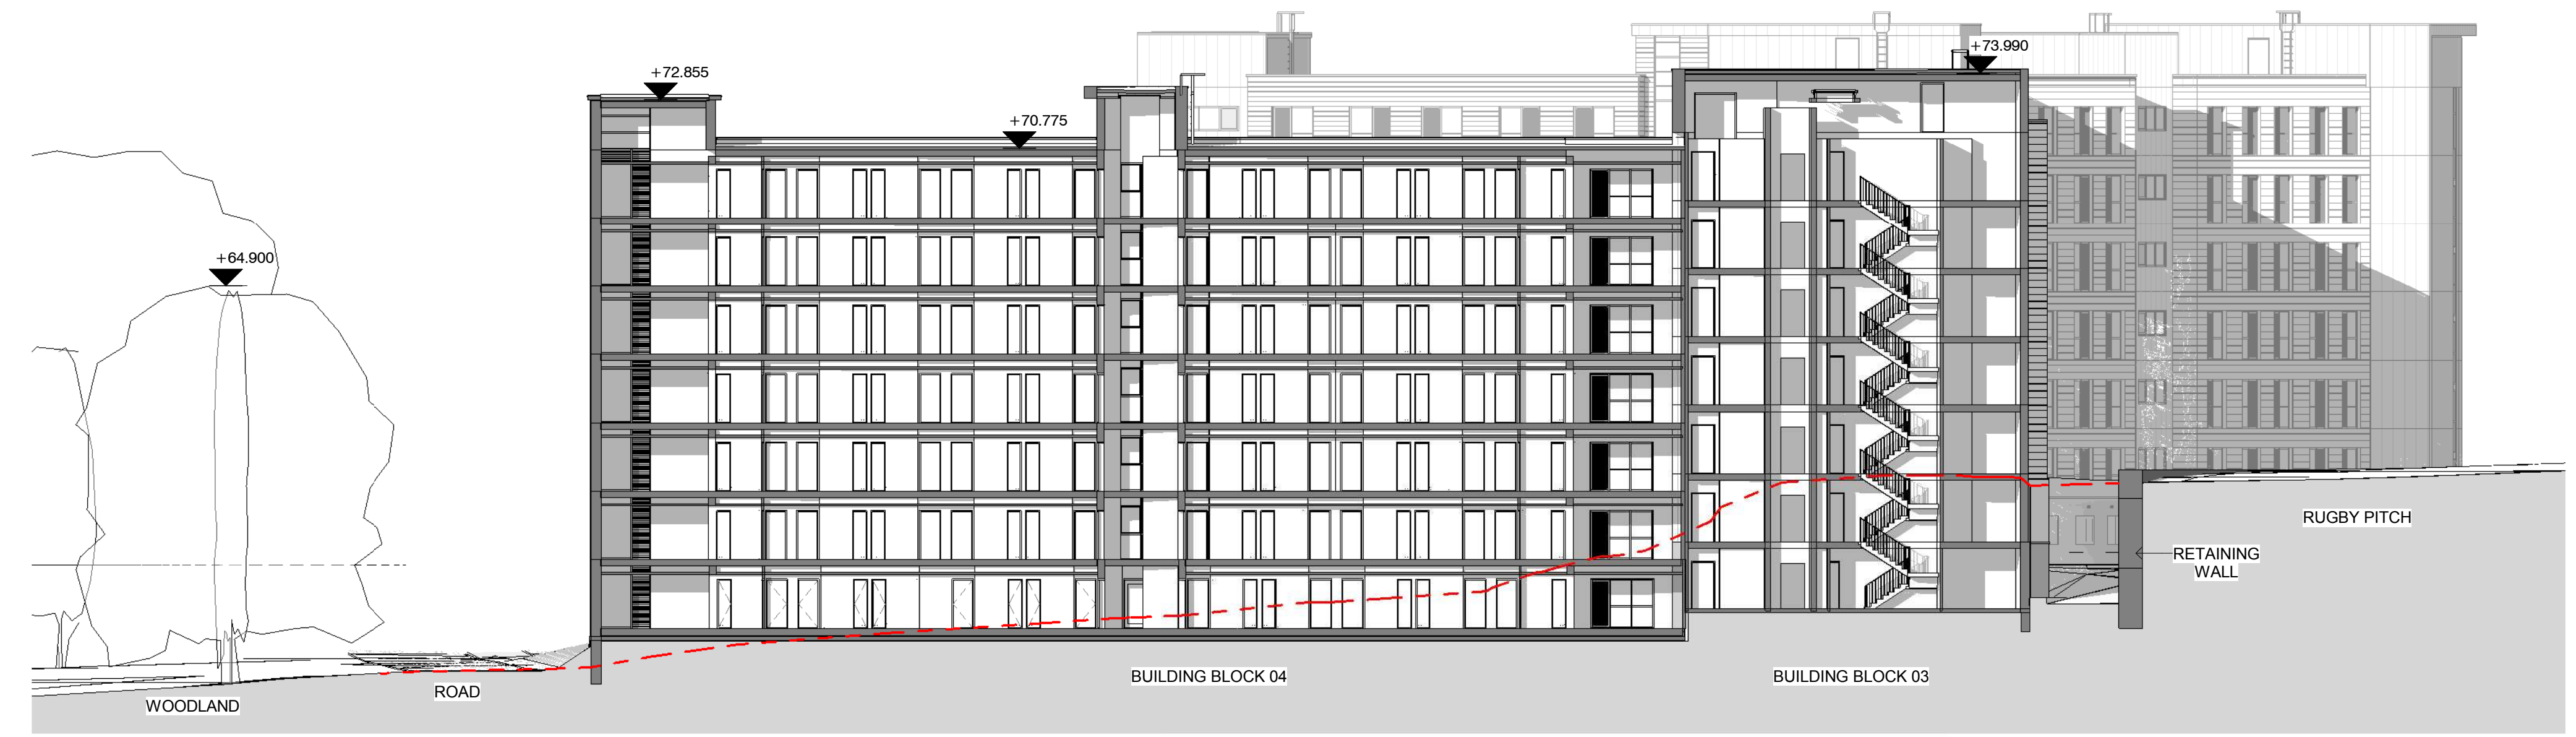 +73.990
+72.855
+70.775
+64.900
RUGBY PITCH
RETAINING
WALL
BUILDING BLOCK 04
BUILDING BLOCK 03
ROAD
WOODLAND